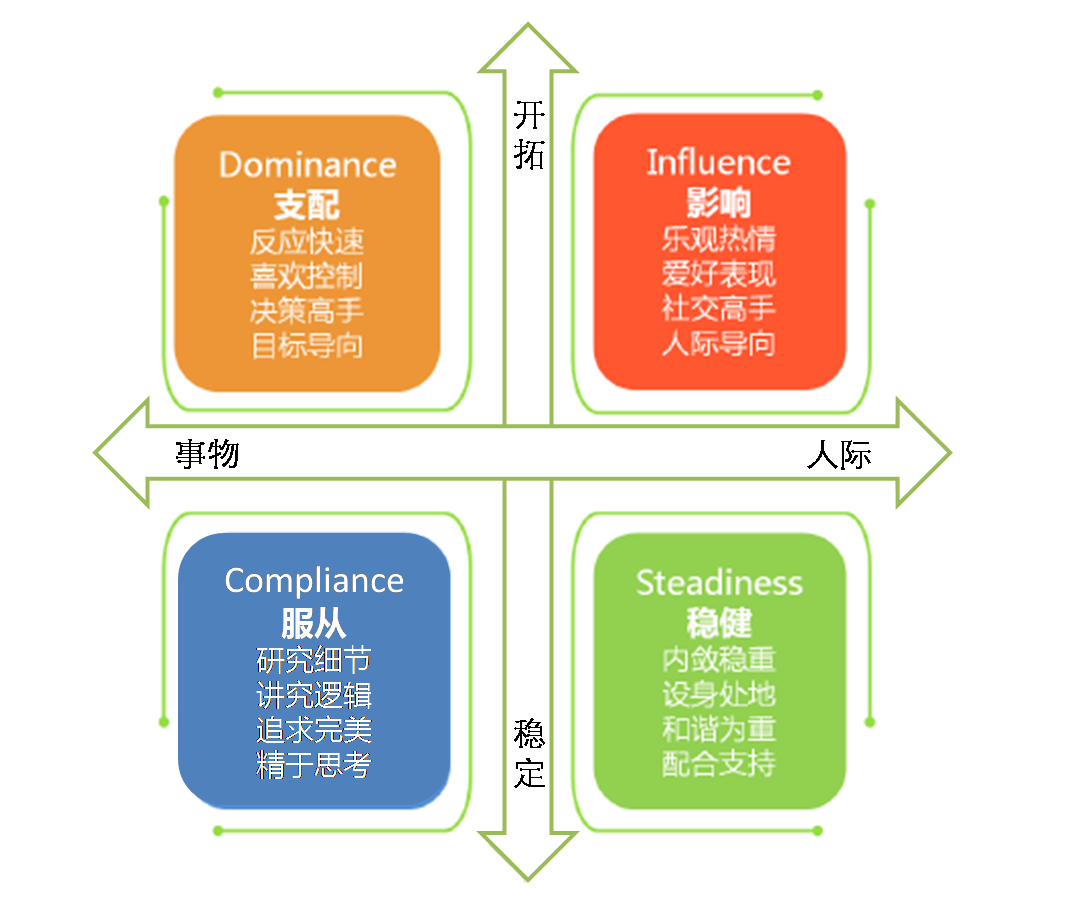 开
拓
Dominance
支配
反应快速
喜欢控制
决策高手
目标导向
Influence
影响
乐观热情
爱好表现
社交高手
人际导向
事物
人际
Compliance
服从
研究细节
讲究逻辑
追求完美
精于思考
Steadiness
稳健
内敛稳重
设身处地
和谐为重
配合支持
稳
定